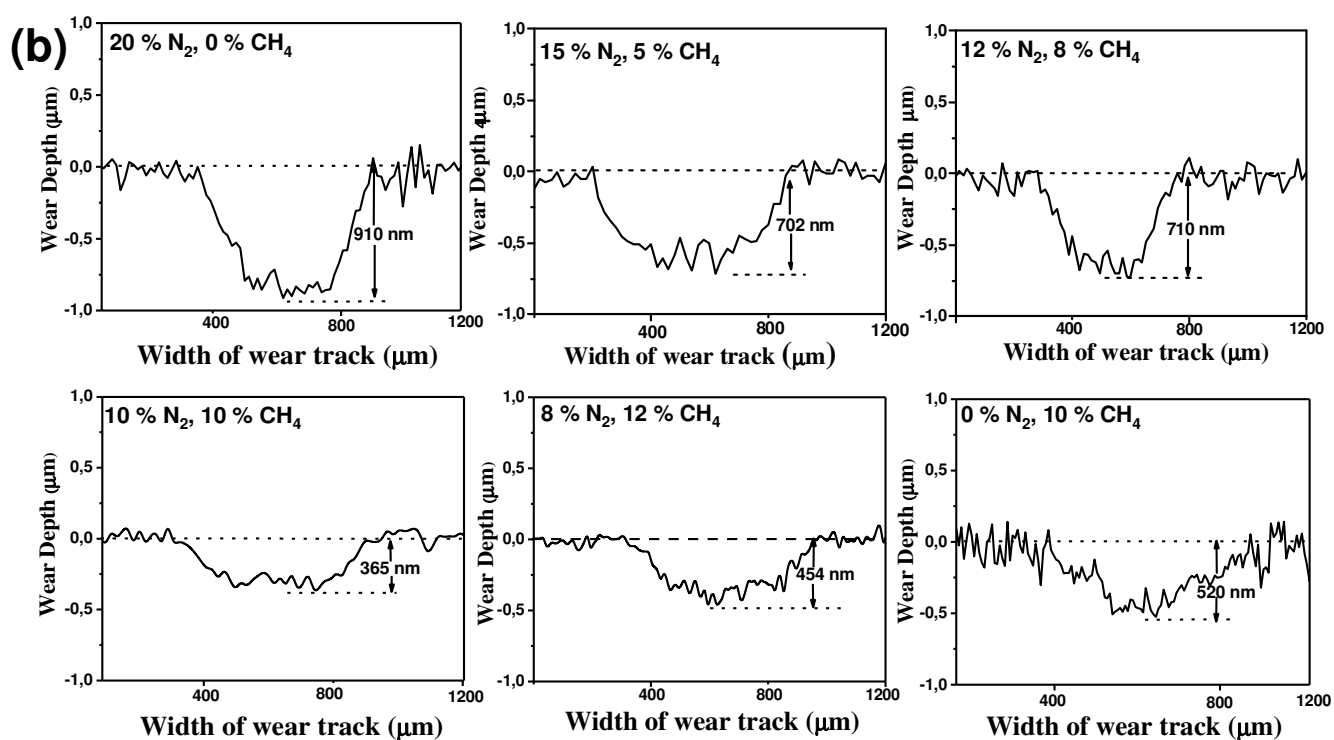 (b)
20 % N₂, 0 % CH₄
1,0
0,5
0,0
-0,5
-1,0
Wear Depth (μm)
910 nm
400
800
1200
Width of wear track (μm)
15 % N₂, 5 % CH₄
1,0
0,5
0,0
-0,5
-1,0
Wear Depth (μm)
702 nm
400
800
1200
Width of wear track (μm)
12 % N₂, 8 % CH₄
1,0
0,5
0,0
-0,5
-1,0
Wear Depth μm)
710 nm
400
800
1200
Width of wear track (μm)
10 % N₂, 10 % CH₄
1,0
0,5
0,0
-0,5
-1,0
Wear Depth (μm)
365 nm
400
800
1200
Width of wear track (μm)
8 % N₂, 12 % CH₄
1,0
0,5
0,0
-0,5
-1,0
Wear Depth (μm)
454 nm
400
800
1200
Width of wear track (μm)
0 % N₂, 10 % CH₄
1,0
0,5
0,0
-0,5
-1,0
Wear Depth (μm)
520 nm
400
800
1200
Width of wear track (μm)